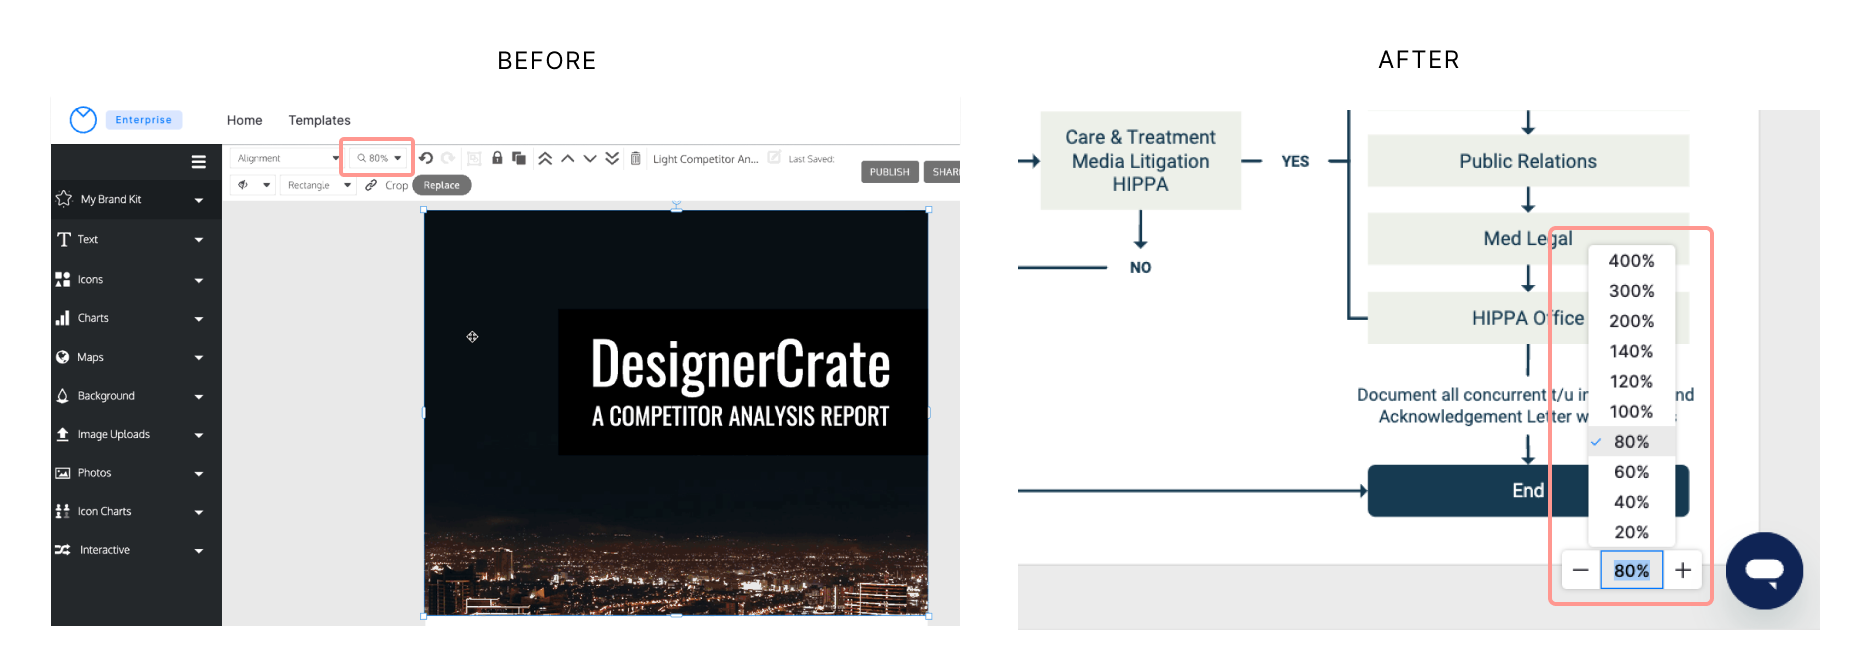 BEFORE
AFTER
Enterprise
Home Templates
Alignment 80% Light Competitor An... Last Saved:
PUBLISH SHAR
Rectangle Crop Replace
My Brand Kit
Text
Icons
Charts
Maps
Background
Image Uploads
Photos
Icon Charts
Interactive
DesignerCrate
A COMPETITOR ANALYSIS REPORT
Care & Treatment
Media Litigation
HIPPA
YES
NO
Public Relations
Med Legal
HIPPA Office
Document all concurrent t/u in nd
Acknowledgement Letter w s
End
400%
300%
200%
140%
120%
100%
80%
60%
40%
20%
80%